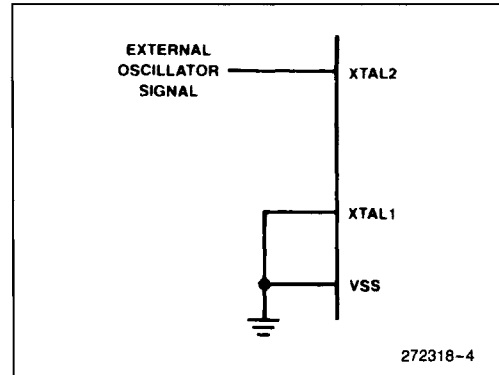 EXTERNAL
OSCILLATOR
SIGNAL
XTAL2
XTAL1
VSS
272318-4